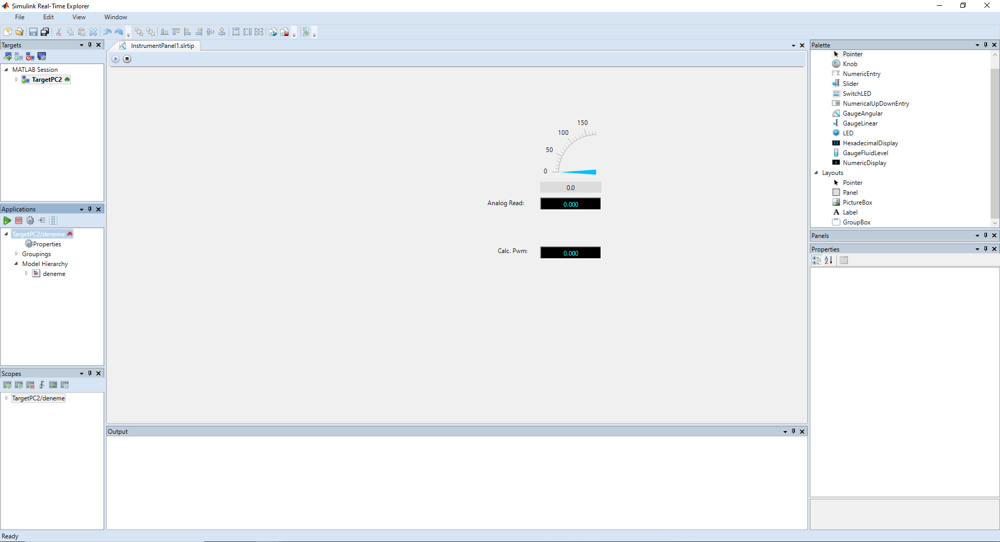 Simulink Real-Time Explorer
File Edit View Window
Targets
MATLAB Session
TargetPC2
Applications
TargetPC2/deneme
Properties
Groupings
Model Hierarchy
deneme
Scopes
TargetPC2/deneme
InstrumentPanel1.slrtip
150
100
50
0
0.0
Analog Read: 0.000
Calc. Pwm: 0.000
Output
Palette
Pointer
Knob
NumericEntry
Slider
SwitchLED
NumericalUpDownEntry
GaugeAngular
GaugeLinear
LED
HexadecimalDisplay
GaugeFluidLevel
NumericDisplay
Layouts
Pointer
Panel
PictureBox
Label
GroupBox
Panels
Properties
Ready